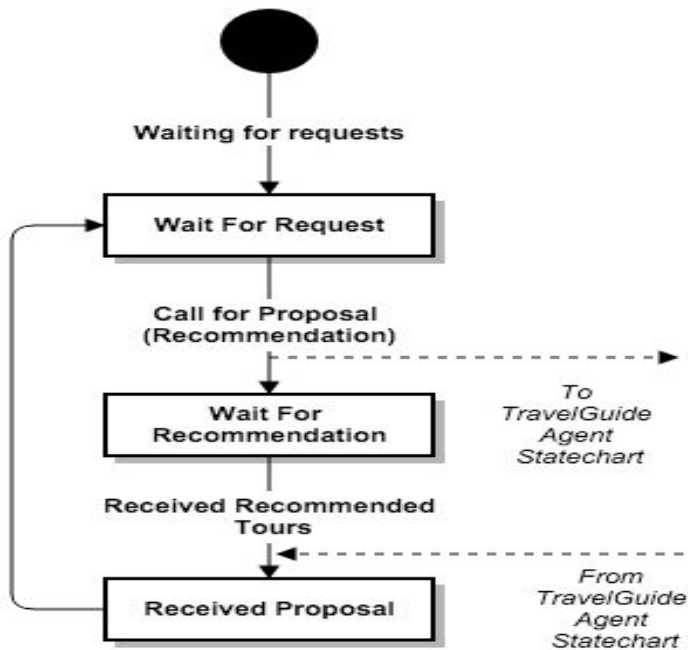 Waiting for requests
Wait For Request
Call for Proposal
(Recommendation)
To
TravelGuide
Agent
Statechart
Wait For
Recommendation
Received Recommended
Tours
From
TravelGuide
Agent
Statechart
Received Proposal